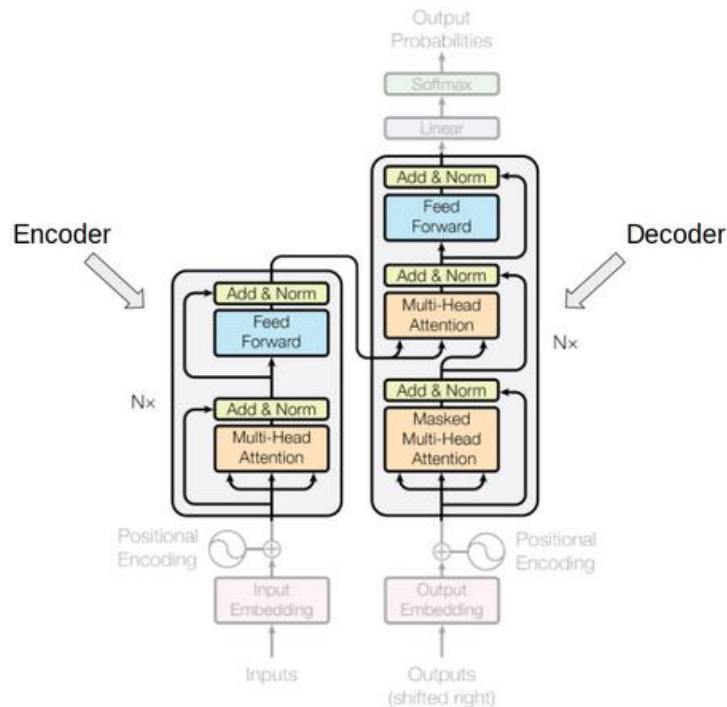 Output
Probabilities
Softmax
Linear
Encoder
Decoder
Add & Norm
Feed
Forward
Add & Norm
Multi-Head
Attention
Add & Norm
Masked
Multi-Head
Attention
Nx
Positional
Encoding
Output
Embedding
Outputs
(shifted right)
Add & Norm
Feed
Forward
Add & Norm
Multi-Head
Attention
Nx
Positional
Encoding
Input
Embedding
Inputs